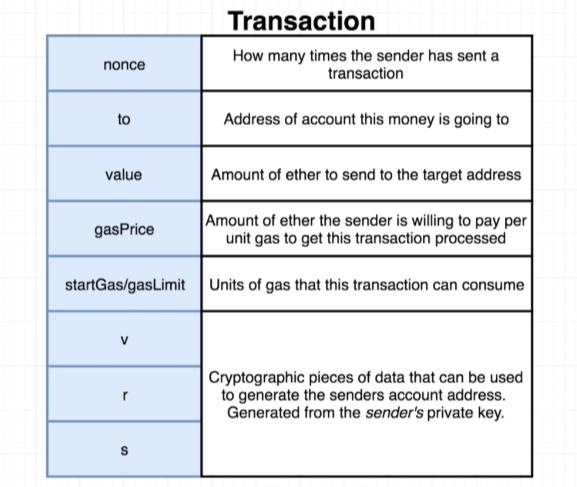 Transaction
nonce
How many times the sender has sent a
transaction
to
Address of account this money is going to
value
Amount of ether to send to the target address
gasPrice
Amount of ether the sender is willing to pay per
unit gas to get this transaction processed
startGas/gasLimit
Units of gas that this transaction can consume
v
r
s
Cryptographic pieces of data that can be used
to generate the senders account address.
Generated from the sender's private key.